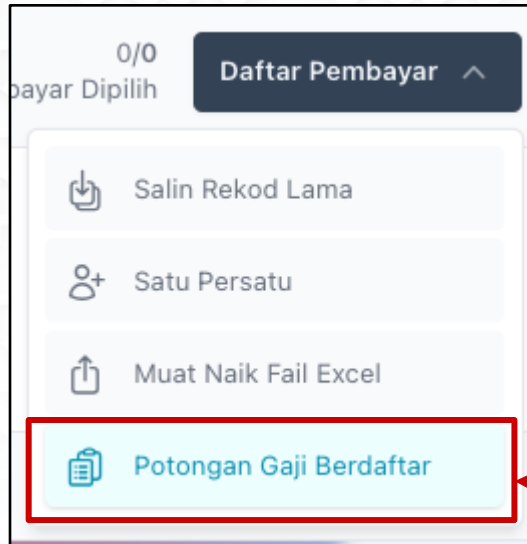 0/0
Daftar Pembayar
bayar Dipilih
Salin Rekod Lama
Satu Persatu
Muat Naik Fail Excel
Potongan Gaji Berdaftar